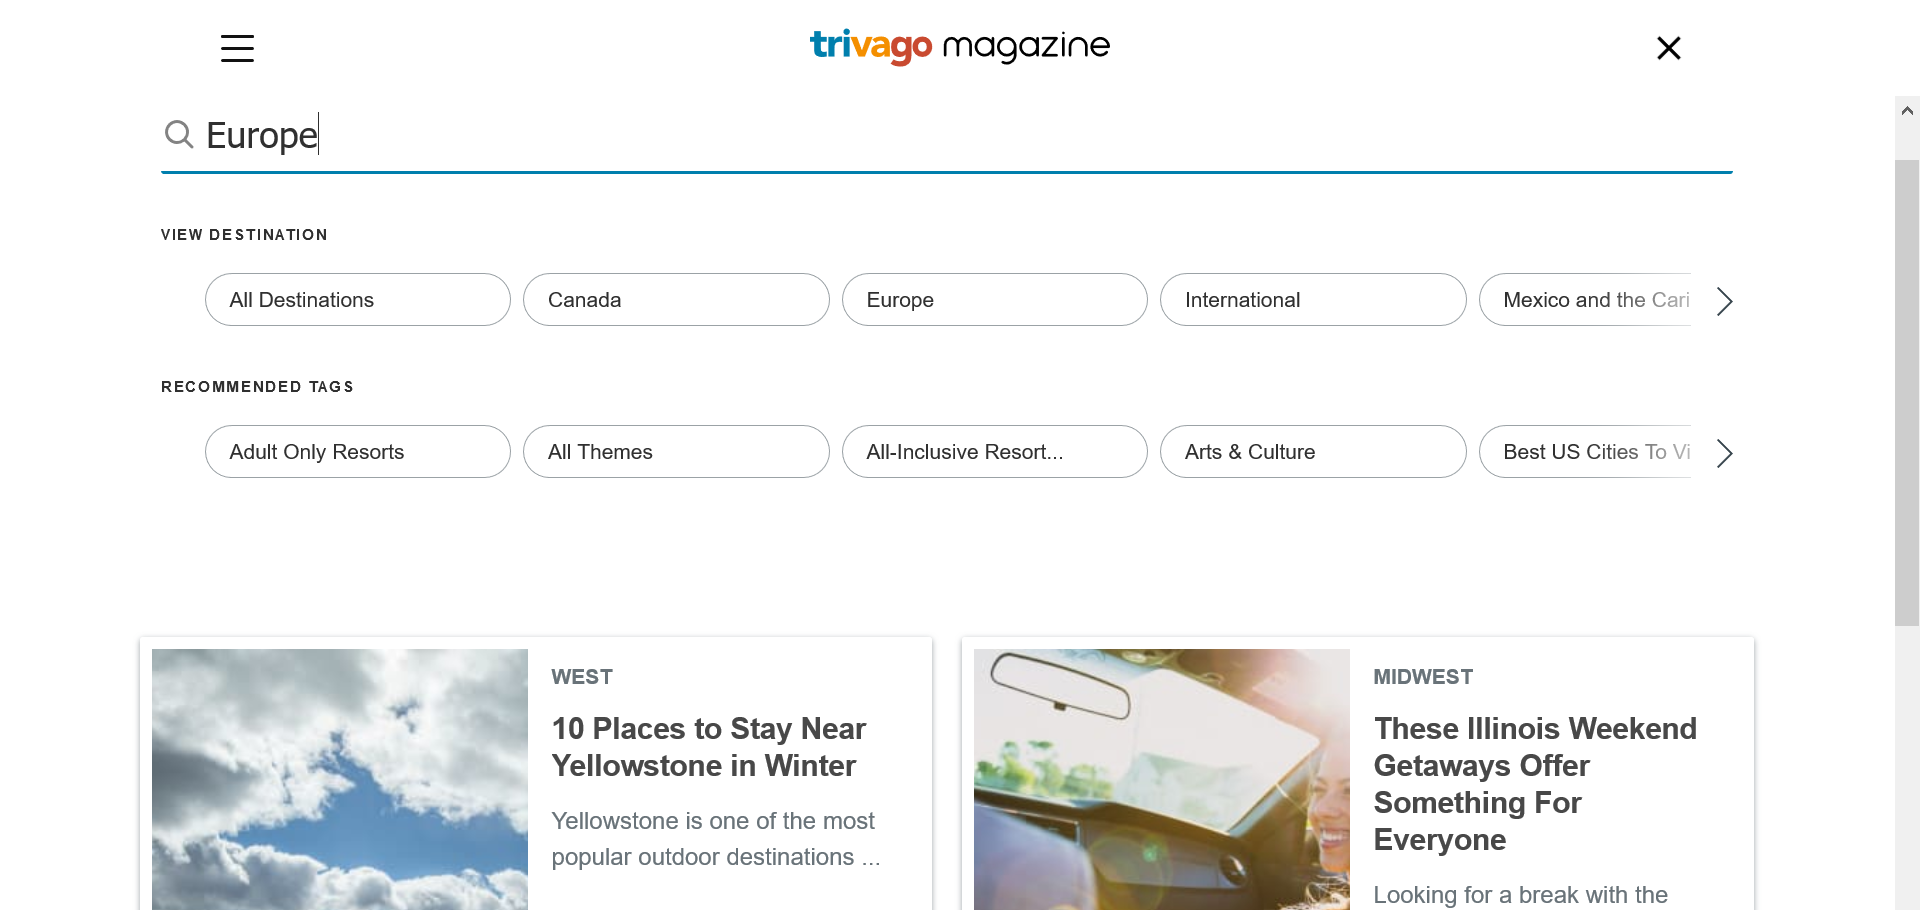 trivago magazine
Europe
VIEW DESTINATION
All Destinations
Canada
Europe
International
Mexico and the Cari
RECOMMENDED TAGS
Adult Only Resorts
All Themes
All-Inclusive Resort...
Arts & Culture
Best US Cities To Vi
WEST
10 Places to Stay Near
Yellowstone in Winter
Yellowstone is one of the most
popular outdoor destinations ...
MIDWEST
These Illinois Weekend
Getaways Offer
Something For
Everyone
Looking for a break with the